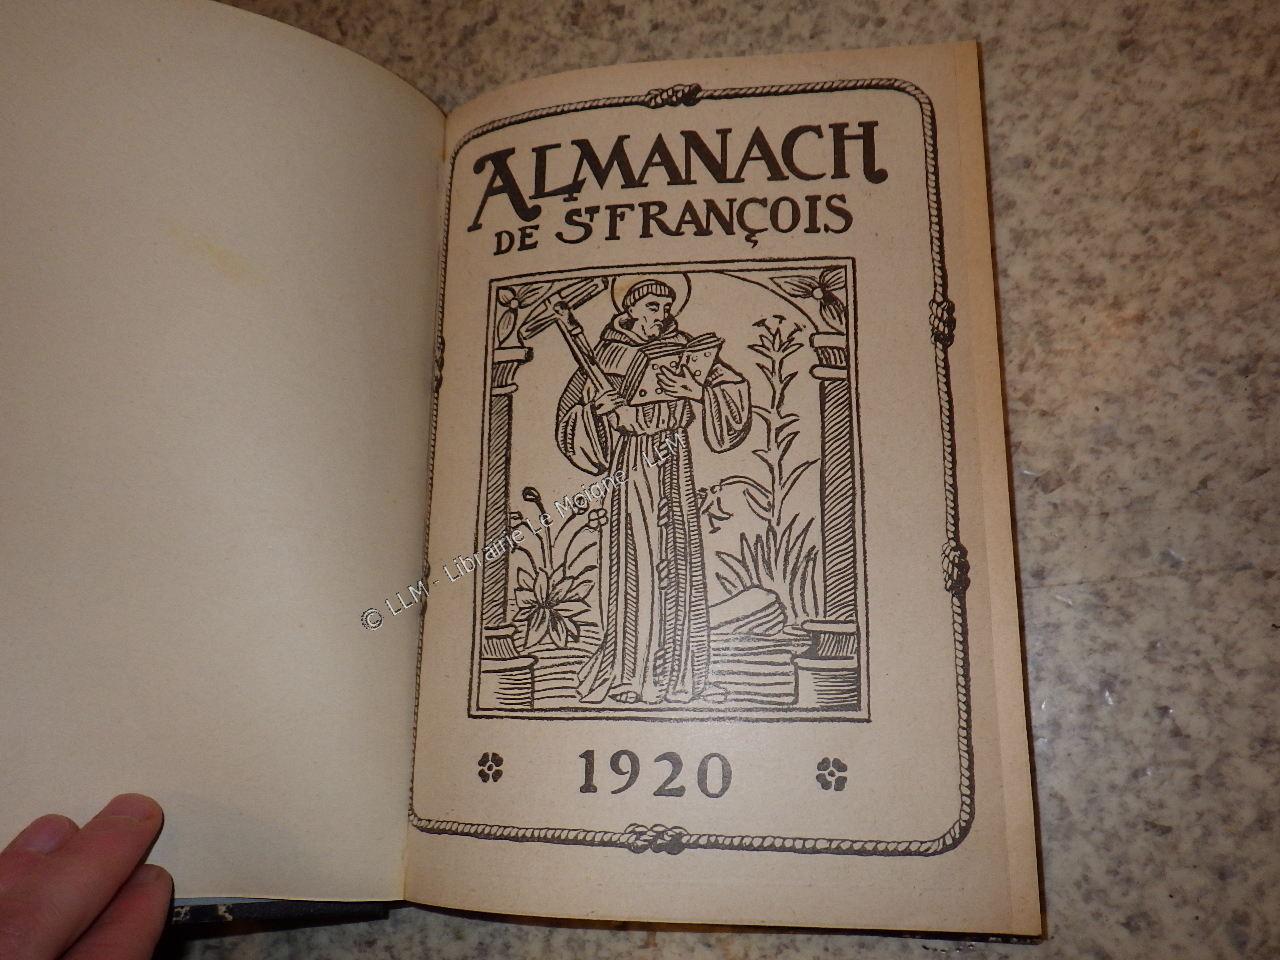 ALMANACH
DE ST FRANÇOIS
© LLM - Librairie Le Moigne - LLM
1920